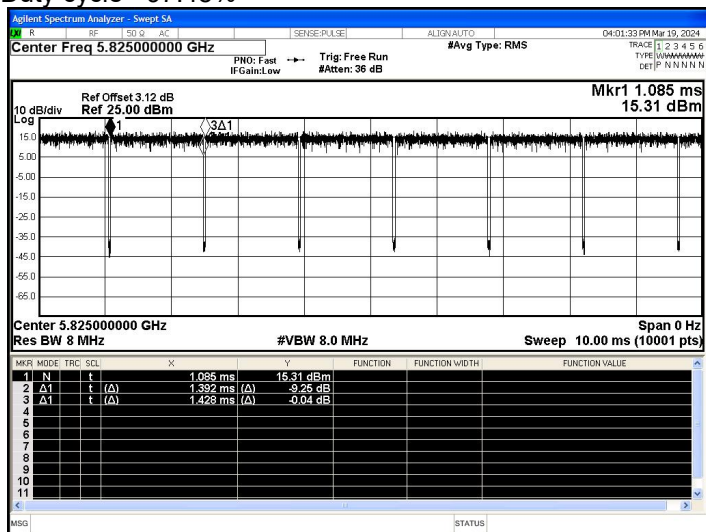 Agilent Spectrum Analyzer - Swept SA
R RF 50 Ω AC SENSE:PULSE ALIGN AUTO 04:01:33 PM Mar 19, 2024
Center Freq 5.825000000 GHz #Avg Type: RMS TRACE 1 2 3 4 5 6
PNO: Fast Trig: Free Run TYPE
IFGain:Low #Atten: 36 dB DET P N N N N N
Mkr1 1.085 ms
Ref Offset 3.12 dB
10 dB/div Ref 25.00 dBm 15.31 dBm
Log
1 3Δ1
15.0
5.00
-5.00
-15.0
-25.0
-35.0
-45.0
-55.0
-65.0
Center 5.825000000 GHz Span 0 Hz
Res BW 8 MHz #VBW 8.0 MHz Sweep 10.00 ms (10001 pts)
MKR MODE TRC SCL X Y FUNCTION FUNCTION WIDTH FUNCTION VALUE
1 N t 1.085 ms 15.31 dBm
2 Δ1 t (Δ) 1.392 ms (Δ) -9.25 dB
3 Δ1 t (Δ) 1.428 ms (Δ) -0.04 dB
4
5
6
7
8
9
10
11
MSG STATUS